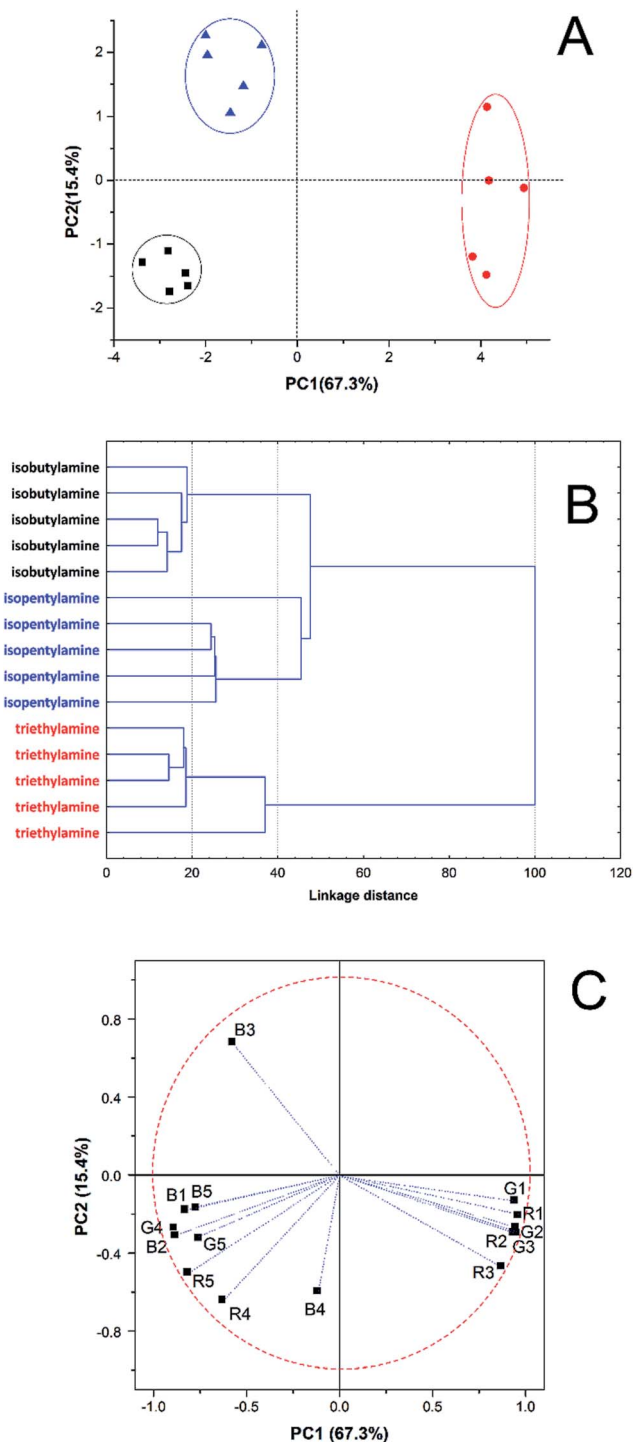 A
2
1
0
-1
-2
PC2(15.4%)
-4
-2
0
2
4
PC1(67.3%)
B
isobutylamine
isobutylamine
isobutylamine
isobutylamine
isobutylamine
isopentylamine
isopentylamine
isopentylamine
isopentylamine
isopentylamine
triethylamine
triethylamine
triethylamine
triethylamine
triethylamine
0
20
40
60
80
100
120
Linkage distance
C
0.8
0.4
0.0
-0.4
-0.8
PC2 (15.4%)
B3
B1
B5
G4
B2
G5
R5
R4
B4
G1
R1
G2
R2
G3
R3
-1.0
-0.5
0.0
0.5
1.0
PC1 (67.3%)